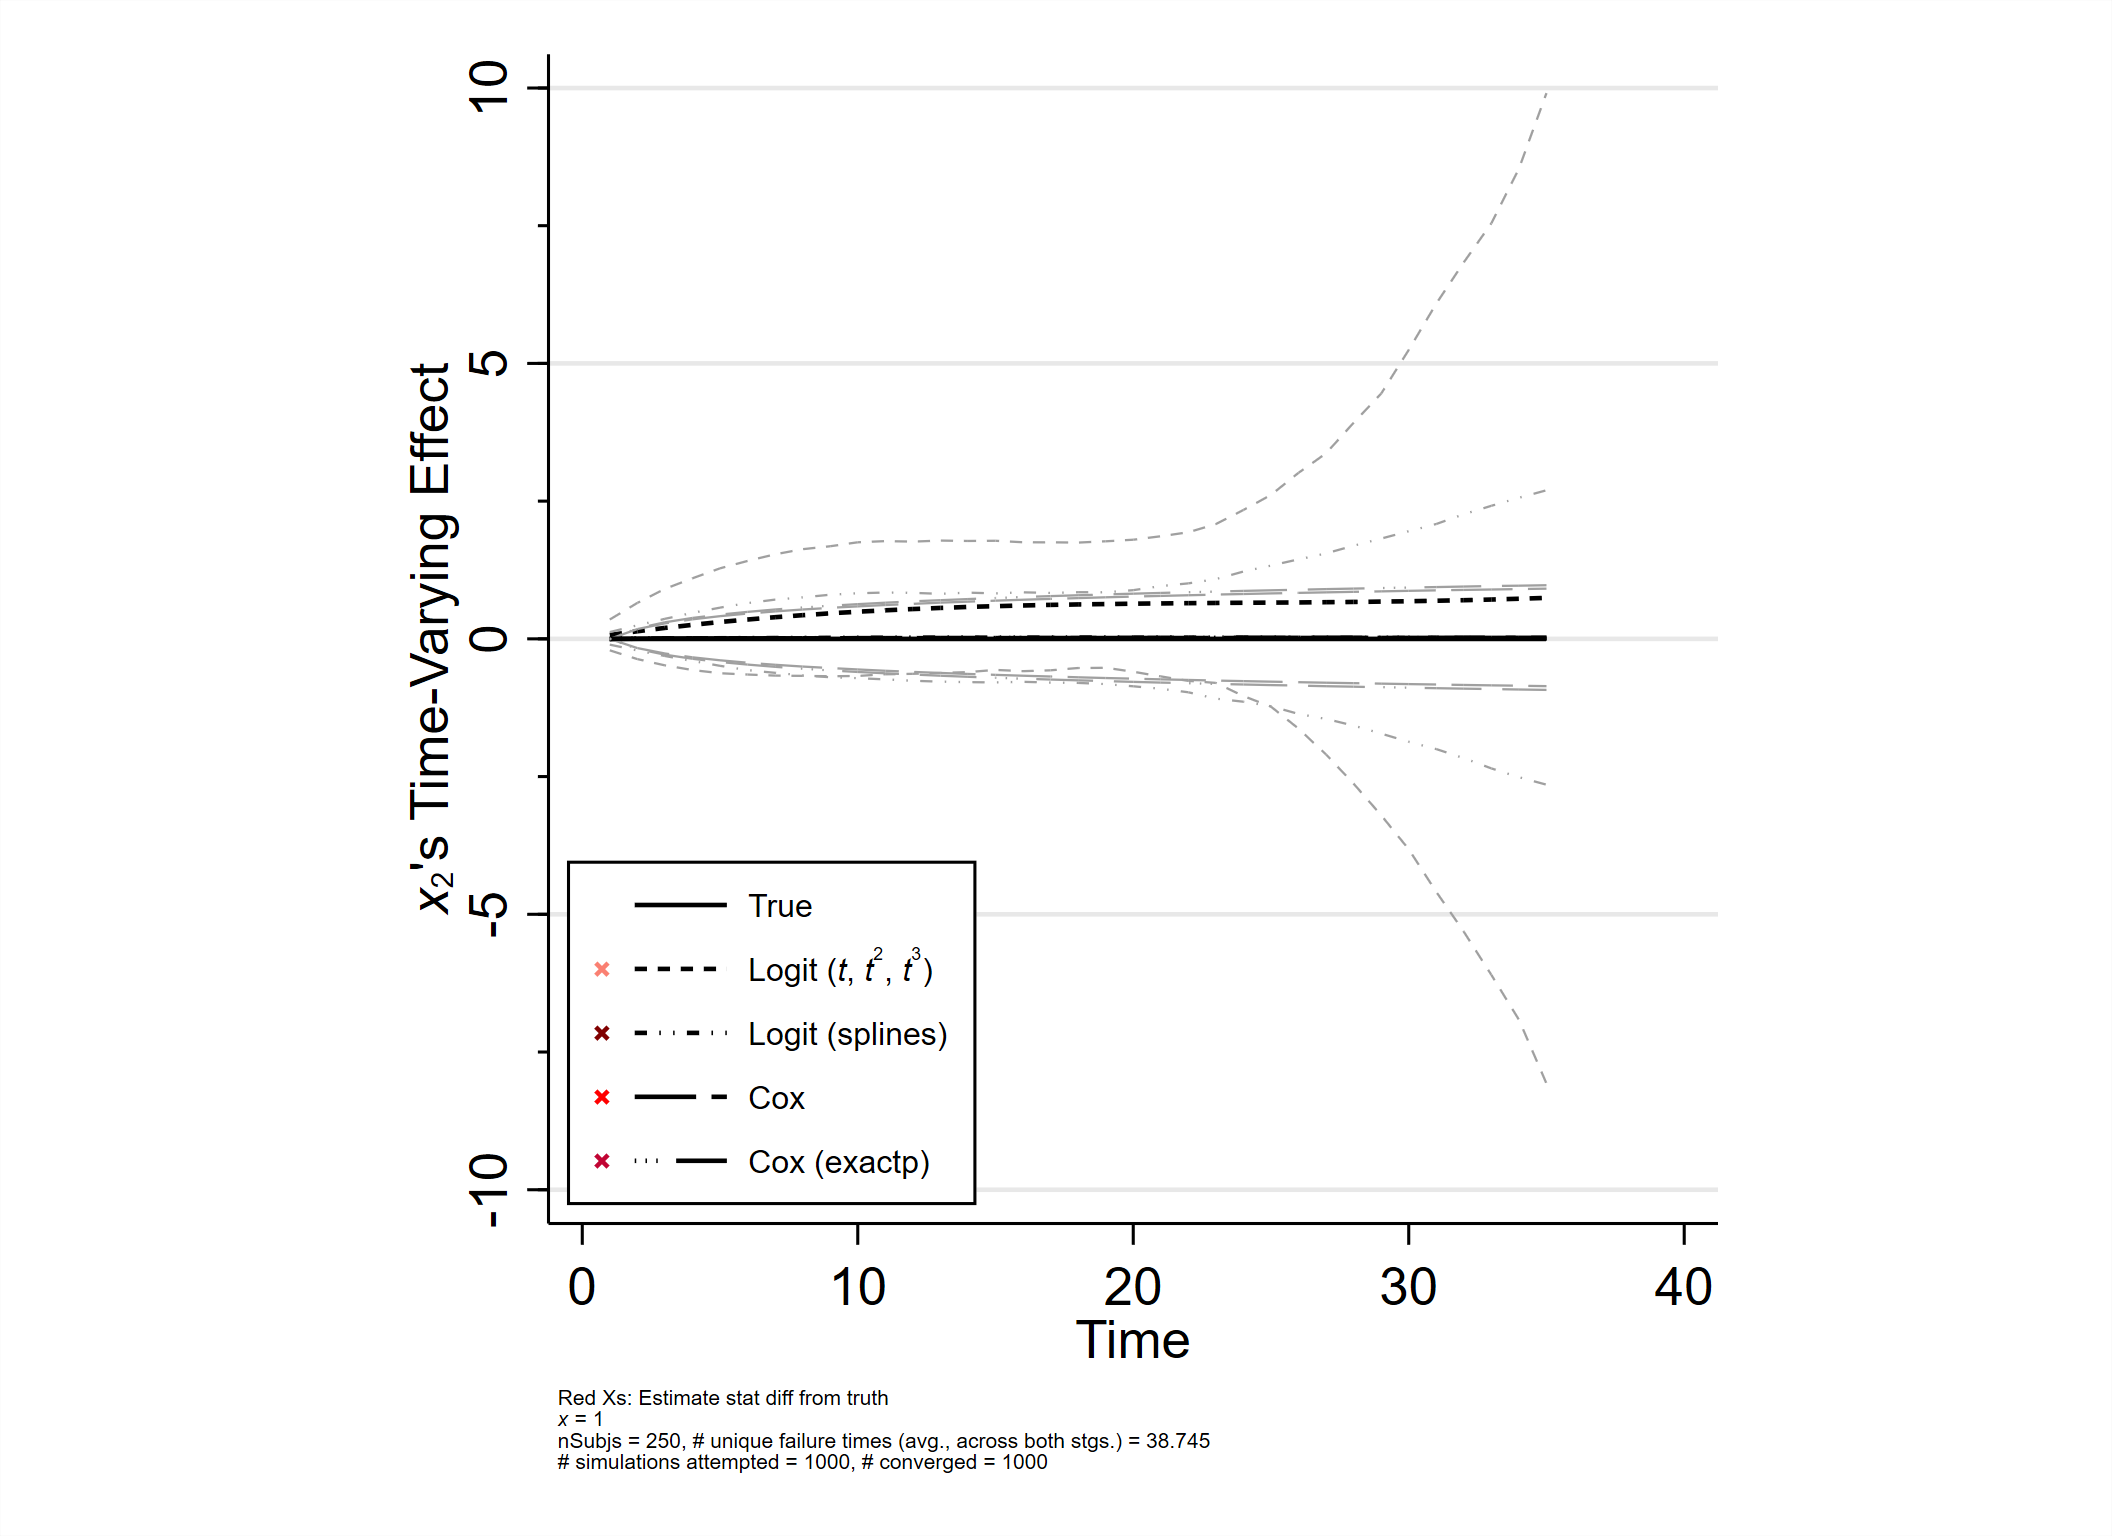 10
5
0
-5
-10
x₂'s Time-Varying Effect
True
Logit (t, t², t³)
Logit (splines)
Cox
Cox (exactp)
0 10 20 30 40
Time
Red Xs: Estimate stat diff from truth
x = 1
nSubjs = 250, # unique failure times (avg., across both stgs.) = 38.745
# simulations attempted = 1000, # converged = 1000